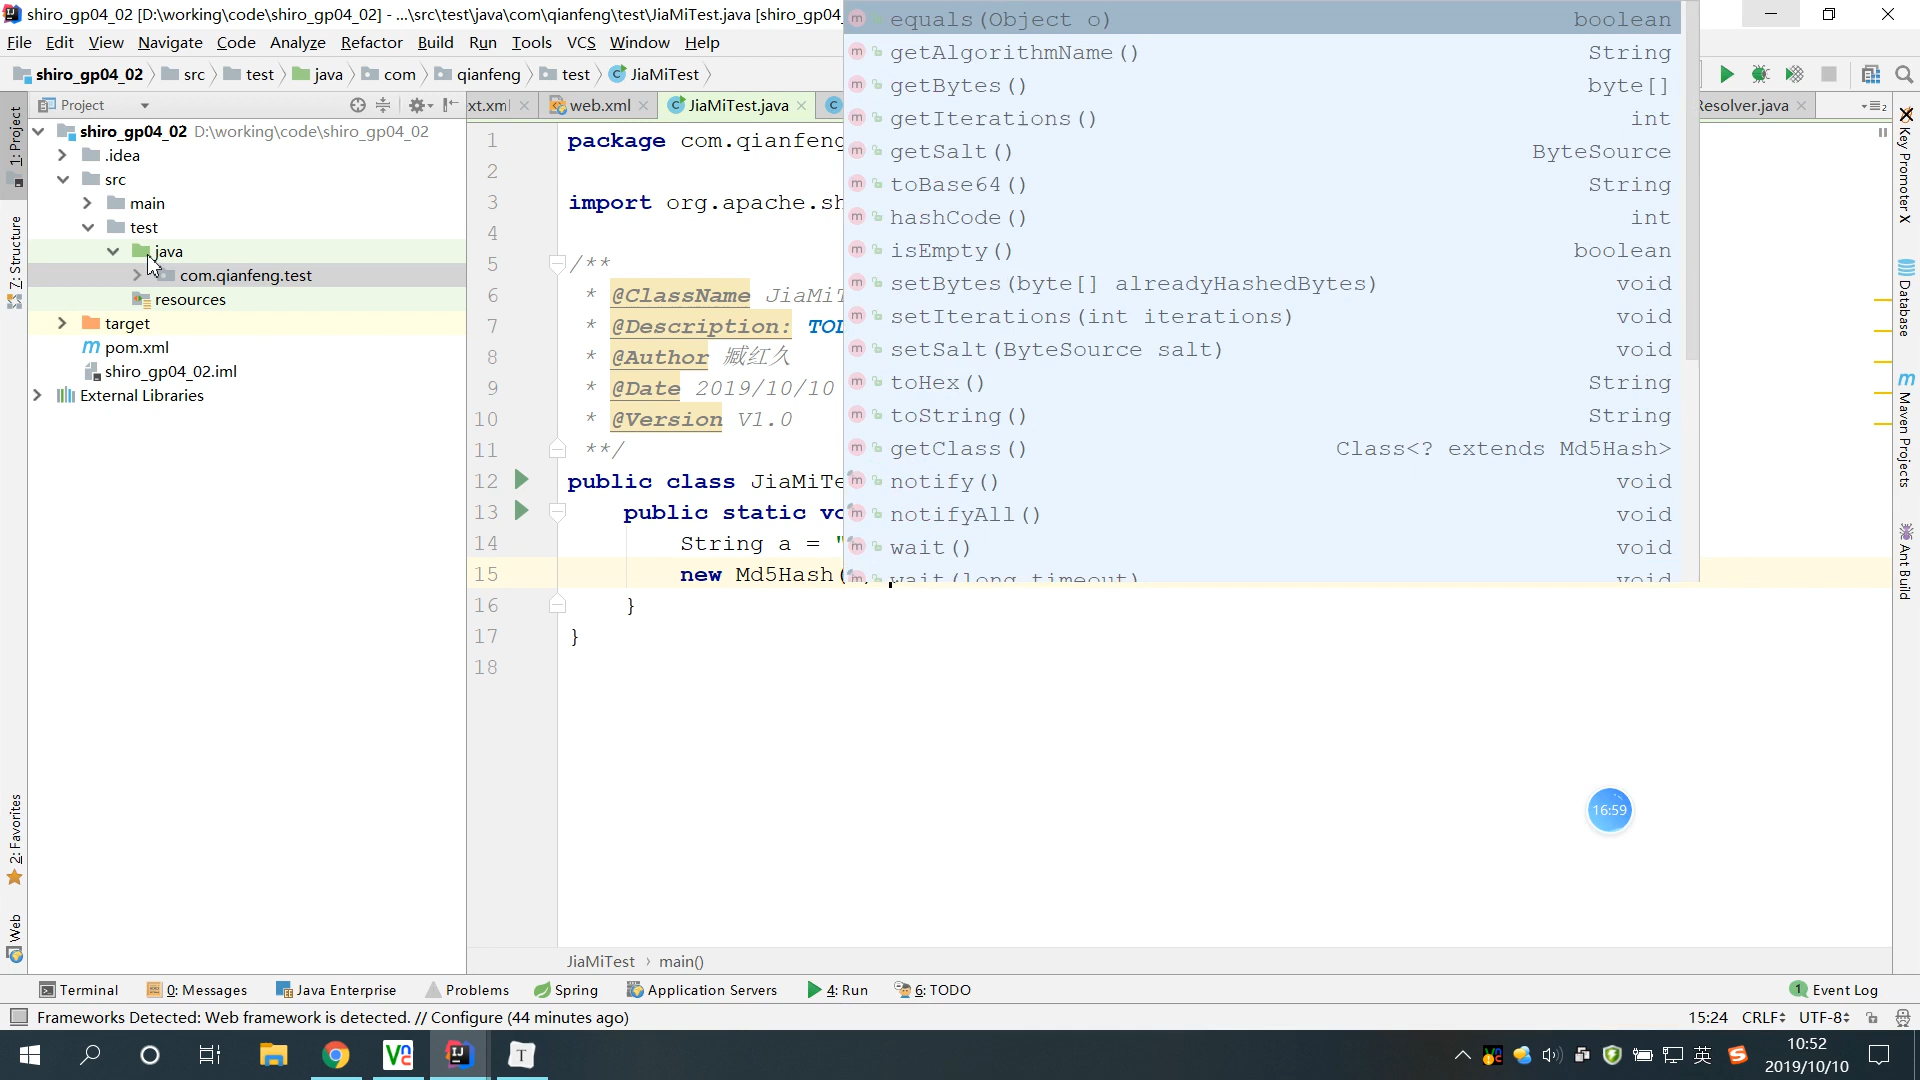 shiro_gp04_02 [D:\working\code\shiro_gp04_02] - ...\src\test\java\com\qianfeng\test\JiaMiTest.java [shiro_gp04_
File Edit View Navigate Code Analyze Refactor Build Run Tools VCS Window Help
shiro_gp04_02 src test java com qianfeng test JiaMiTest
Project
xt.xml web.xml JiaMiTest.java Resolver.java
shiro_gp04_02 D:\working\code\shiro_gp04_02
.idea
src
main
test
java
com.qianfeng.test
resources
target
pom.xml
shiro_gp04_02.iml
External Libraries
1: Project
7: Structure
2: Favorites
Web
1 package com.qianfeng
2
3 import org.apache.sh
4
5 /**
6 * @ClassName JiaMiT
7 * @Description: TOD
8 * @Author 臧红久
9 * @Date 2019/10/10
10 * @Version V1.0
11 **/
12 public class JiaMiTe
13 public static vo
14 String a = "
15 new Md5Hash(
16 }
17 }
18
equals(Object o) boolean
getAlgorithmName() String
getBytes() byte[]
getIterations() int
getSalt() ByteSource
toBase64() String
hashCode() int
isEmpty() boolean
setBytes(byte[] alreadyHashedBytes) void
setIterations(int iterations) void
setSalt(ByteSource salt) void
toHex() String
toString() String
getClass() Class<? extends Md5Hash>
notify() void
notifyAll() void
wait() void
wait(long timeout) void
Key Promoter X
Database
Maven Projects
Ant Build
16:59
JiaMiTest › main()
Terminal 0: Messages Java Enterprise Problems Spring Application Servers 4: Run 6: TODO 1 Event Log
Frameworks Detected: Web framework is detected. // Configure (44 minutes ago) 15:24 CRLF UTF-8
英 10:52
2019/10/10